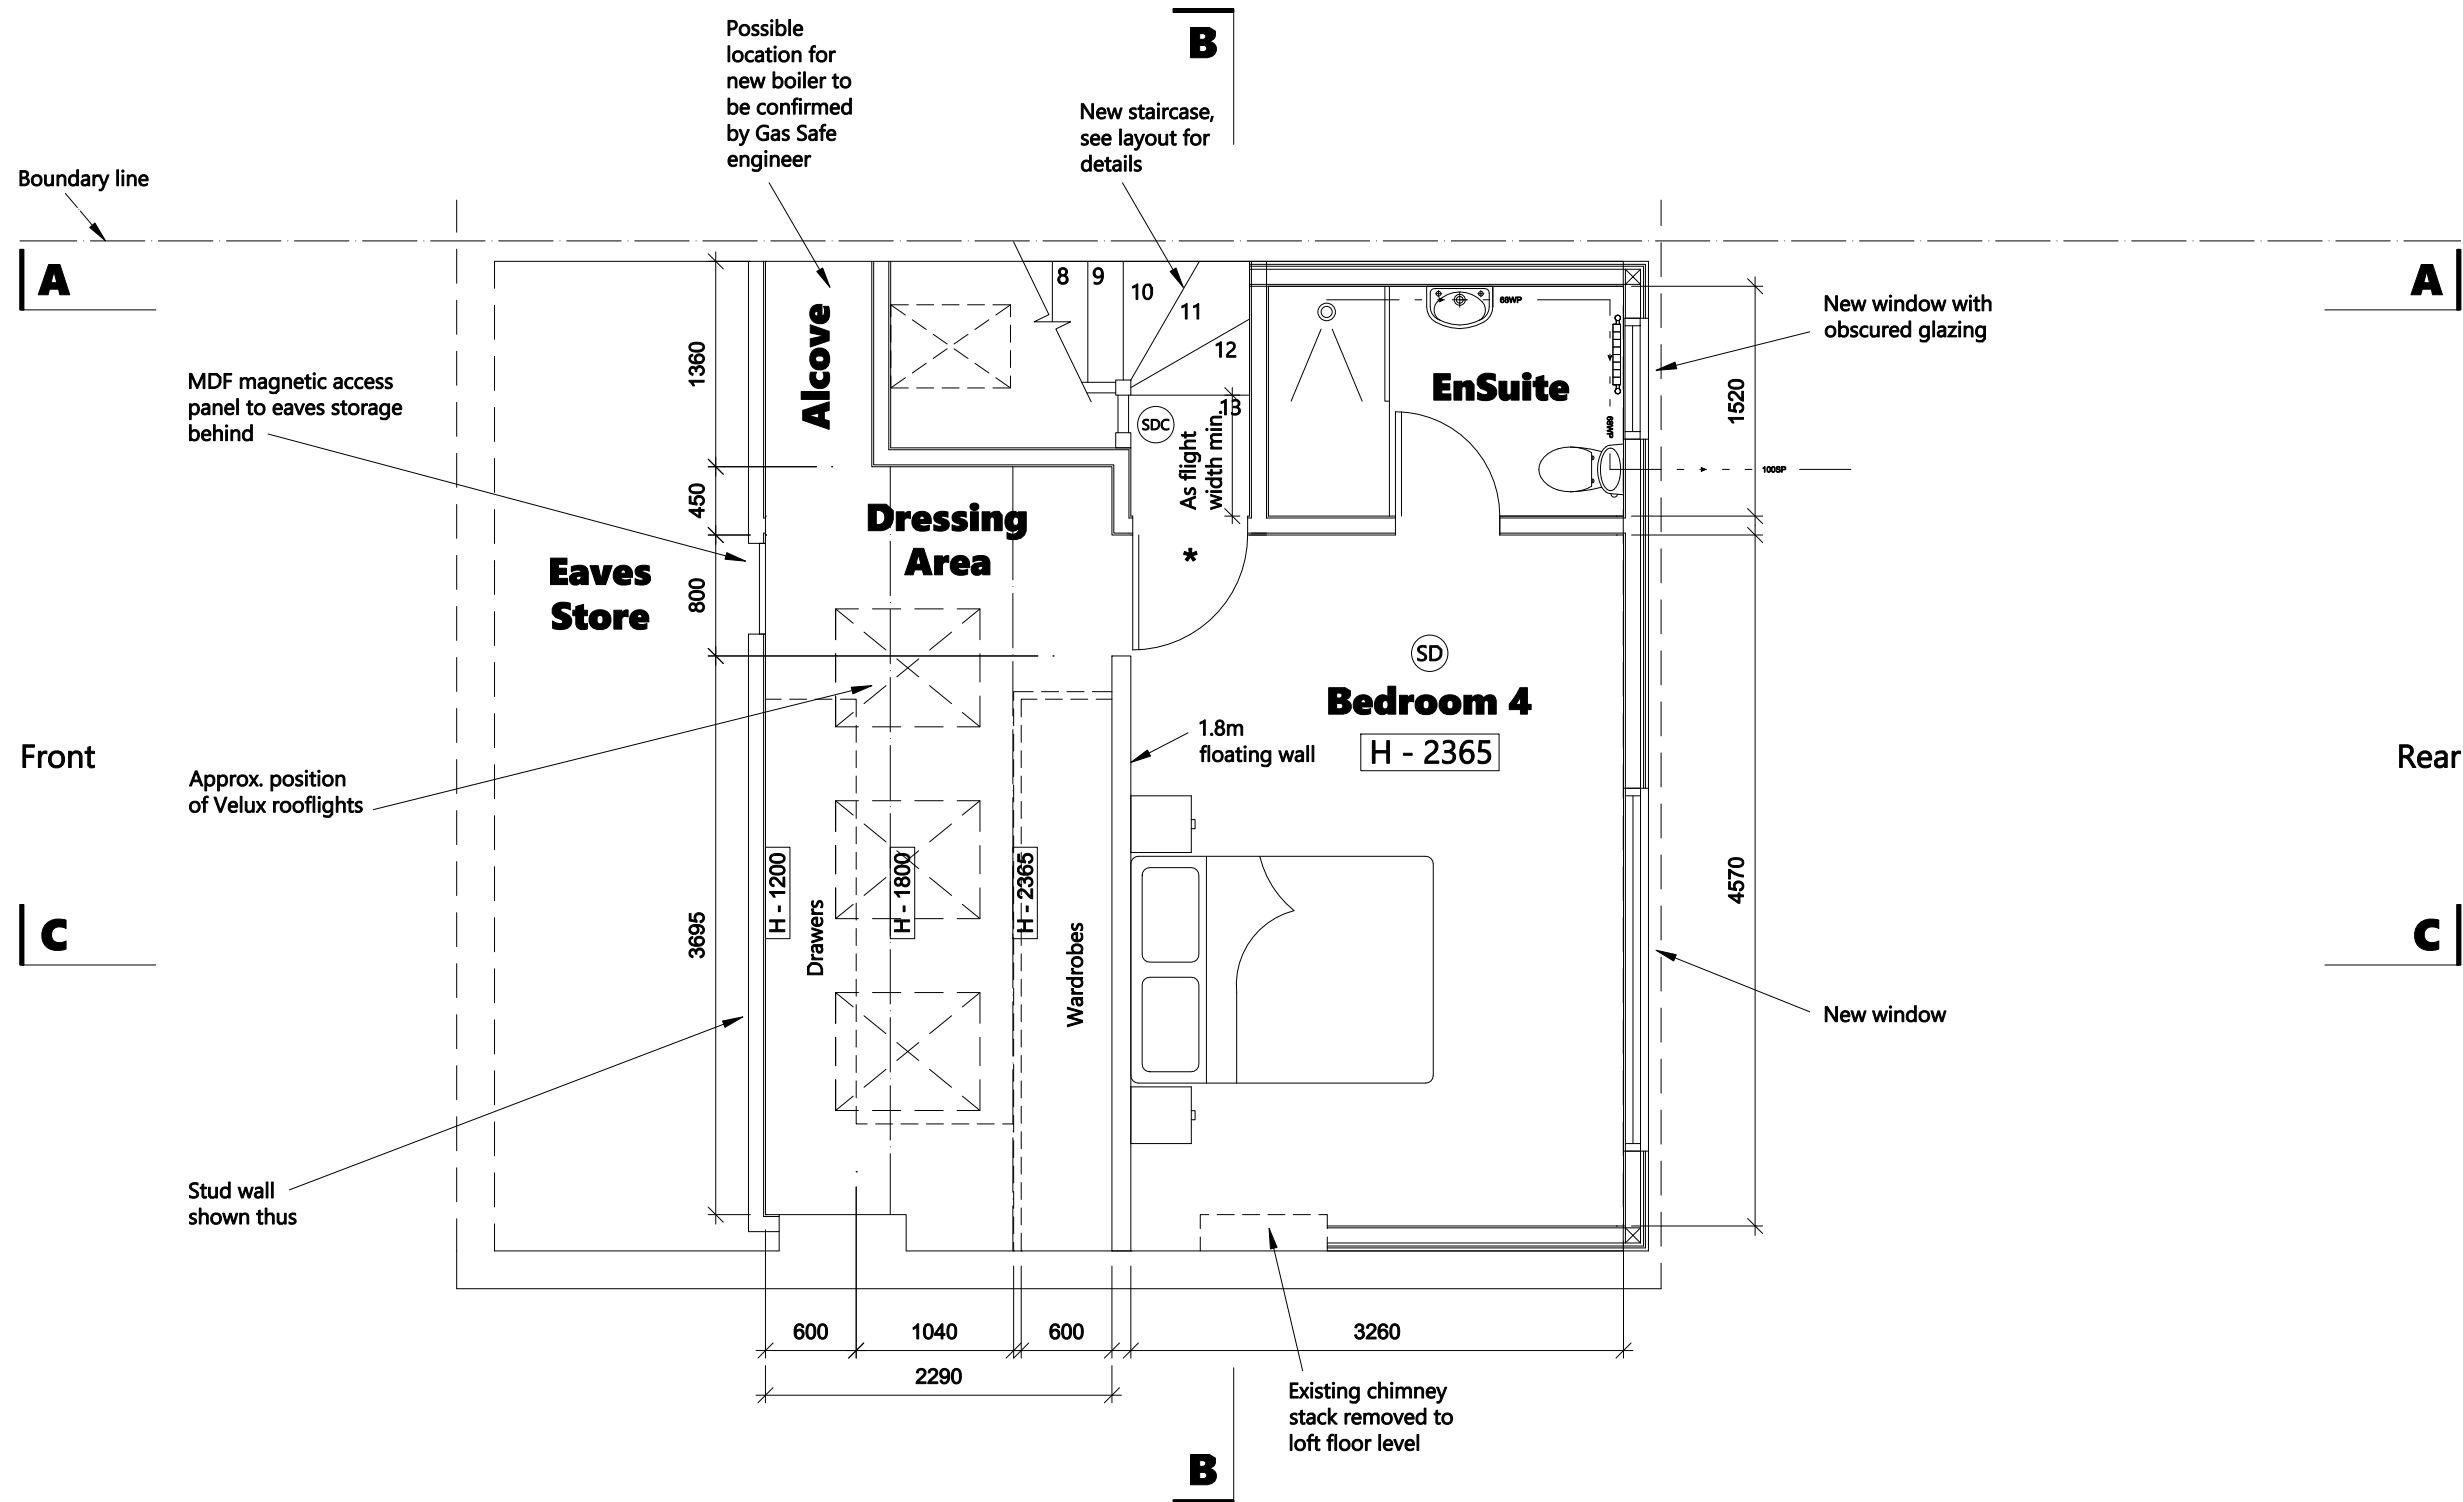 Possible
location for
new boiler to
be confirmed
by Gas Safe
engineer
B
New staircase,
see layout for
details
Boundary line
A
A
8
9
10
11
12
13
68WP
68WP
100SP
New window with
obscured glazing
Alcove
1360
EnSuite
1520
MDF magnetic access
panel to eaves storage
behind
SDC
As flight
width min.
450
Dressing
Area
*
Eaves
Store
800
SD
Bedroom 4
H - 2365
1.8m
floating wall
Front
Rear
Approx. position
of Velux rooflights
H - 1200
H - 1800
H - 2365
Drawers
Wardrobes
3695
4570
C
C
New window
Stud wall
shown thus
600
1040
600
3260
2290
Existing chimney
stack removed to
loft floor level
B